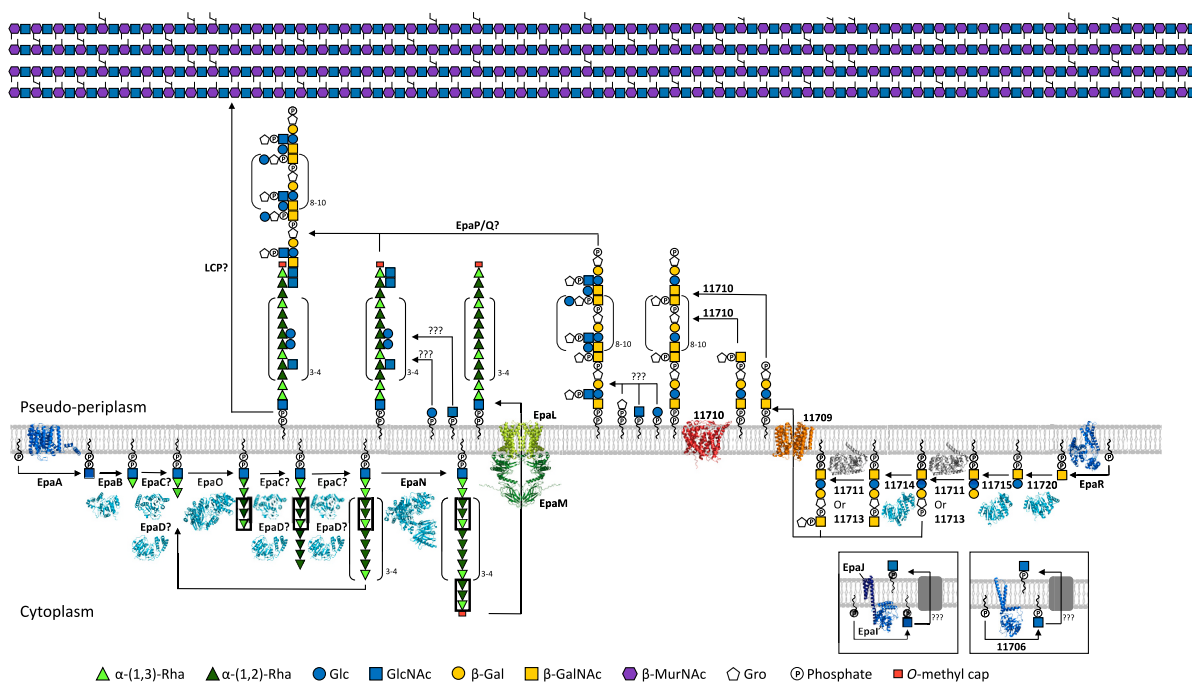 8-10
EpaP/Q?
LCP?
11710
11710
???
???
8-10
8-10
3-4
3-4
3-4
???
Pseudo-periplasm
EpaL
11710
11709
EpaA
EpaB
EpaC?
EpaO
EpaC?
EpaC?
EpaN
EpaM
11711
11714
11711
11715
11720
EpaR
Or
Or
11713
11713
EpaD?
EpaD?
EpaD?
3-4
3-4
EpaJ
Cytoplasm
???
???
EpaI
11706
α-(1,3)-Rha
α-(1,2)-Rha
Glc
GlcNAc
β-Gal
β-GalNAc
β-MurNAc
Gro
P Phosphate
O-methyl cap